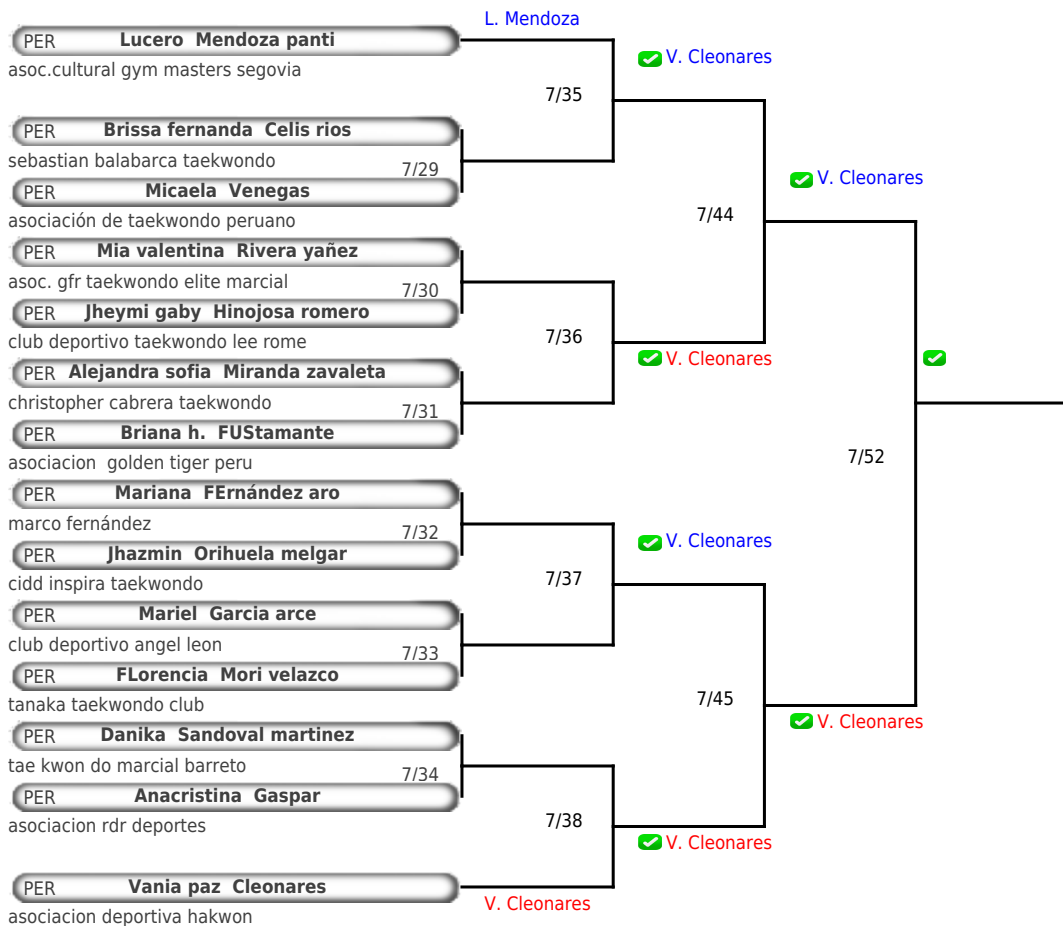 L. Mendoza
PER Lucero Mendoza panti
asoc.cultural gym masters segovia
V. Cleonares
7/35
PER Brissa fernanda Celis rios
sebastian balabarca taekwondo
7/29
PER Micaela Venegas
asociación de taekwondo peruano
V. Cleonares
7/44
PER Mia valentina Rivera yañez
asoc. gfr taekwondo elite marcial
7/30
PER Jheymi gaby Hinojosa romero
club deportivo taekwondo lee rome
7/36
V. Cleonares
PER Alejandra sofia Miranda zavaleta
christopher cabrera taekwondo
7/31
PER Briana h. FUStamante
asociacion golden tiger peru
7/52
PER Mariana FErnández aro
marco fernández
7/32
V. Cleonares
PER Jhazmin Orihuela melgar
cidd inspira taekwondo
7/37
PER Mariel Garcia arce
club deportivo angel leon
7/33
PER FLorencia Mori velazco
tanaka taekwondo club
7/45
V. Cleonares
PER Danika Sandoval martinez
tae kwon do marcial barreto
7/34
PER Anacristina Gaspar
asociacion rdr deportes
7/38
V. Cleonares
PER Vania paz Cleonares
V. Cleonares
asociacion deportiva hakwon